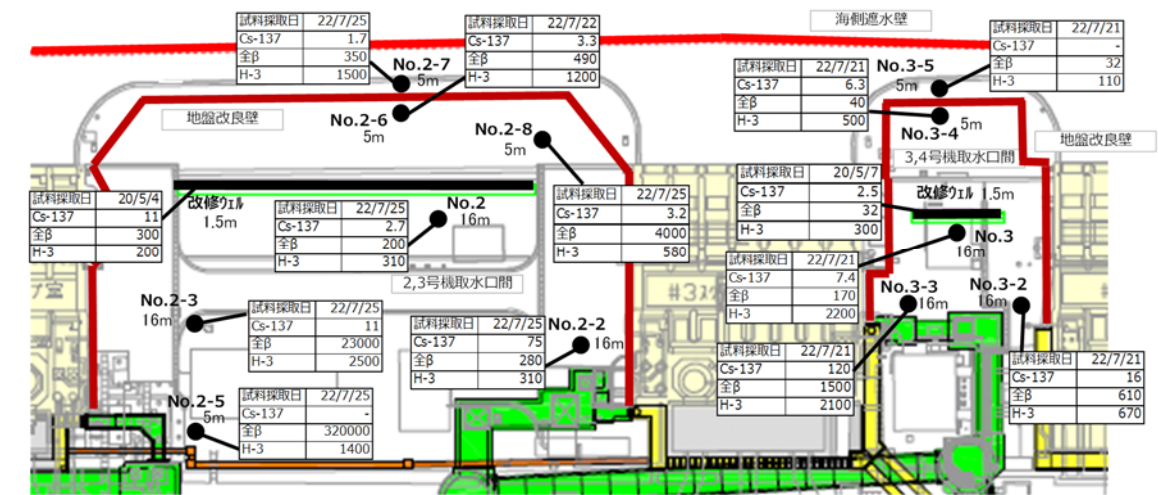 試料採取日 22/7/25
Cs-137 1.7
全β 350
H-3 1500
試料採取日 22/7/22
Cs-137 3.3
全β 490
H-3 1200
海側遮水壁
試料採取日 22/7/21
Cs-137 -
全β 32
H-3 110
No.2-7
5m
試料採取日 22/7/21
Cs-137 6.3
全β 40
H-3 500
No.3-5
5m
地盤改良壁
No.2-6
5m
No.2-8
5m
No.3-4
5m
地盤改良壁
3,4号機取水口間
試料採取日 20/5/4
Cs-137 11
全β 300
H-3 200
改修ウェル
1.5m
試料採取日 22/7/25
Cs-137 2.7
全β 200
H-3 310
No.2
16m
試料採取日 22/7/25
Cs-137 3.2
全β 4000
H-3 580
試料採取日 20/5/7
Cs-137 2.5
全β 32
H-3 300
改修ウェル 1.5m
No.3
16m
2,3号機取水口間
試料採取日 22/7/21
Cs-137 7.4
全β 170
H-3 2200
No.2-3
16m
試料採取日 22/7/25
Cs-137 11
全β 23000
H-3 2500
試料採取日 22/7/25
Cs-137 75
全β 280
H-3 310
No.2-2
16m
No.3-3
16m
No.3-2
16m
試料採取日 22/7/21
Cs-137 120
全β 1500
H-3 2100
試料採取日 22/7/21
Cs-137 16
全β 610
H-3 670
No.2-5
5m
試料採取日 22/7/25
Cs-137 -
全β 320000
H-3 1400